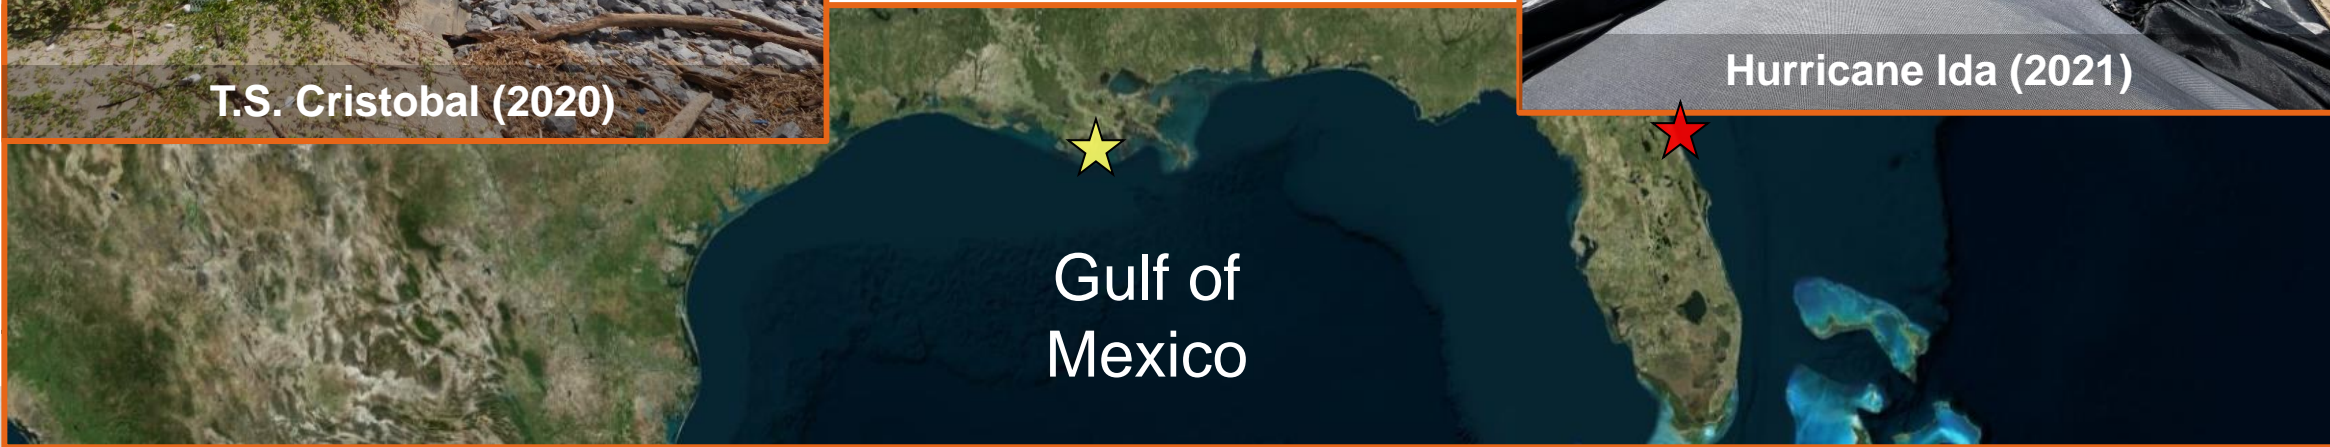 T.S. Cristobal (2020)
Hurricane Ida (2021)
Gulf of
Mexico